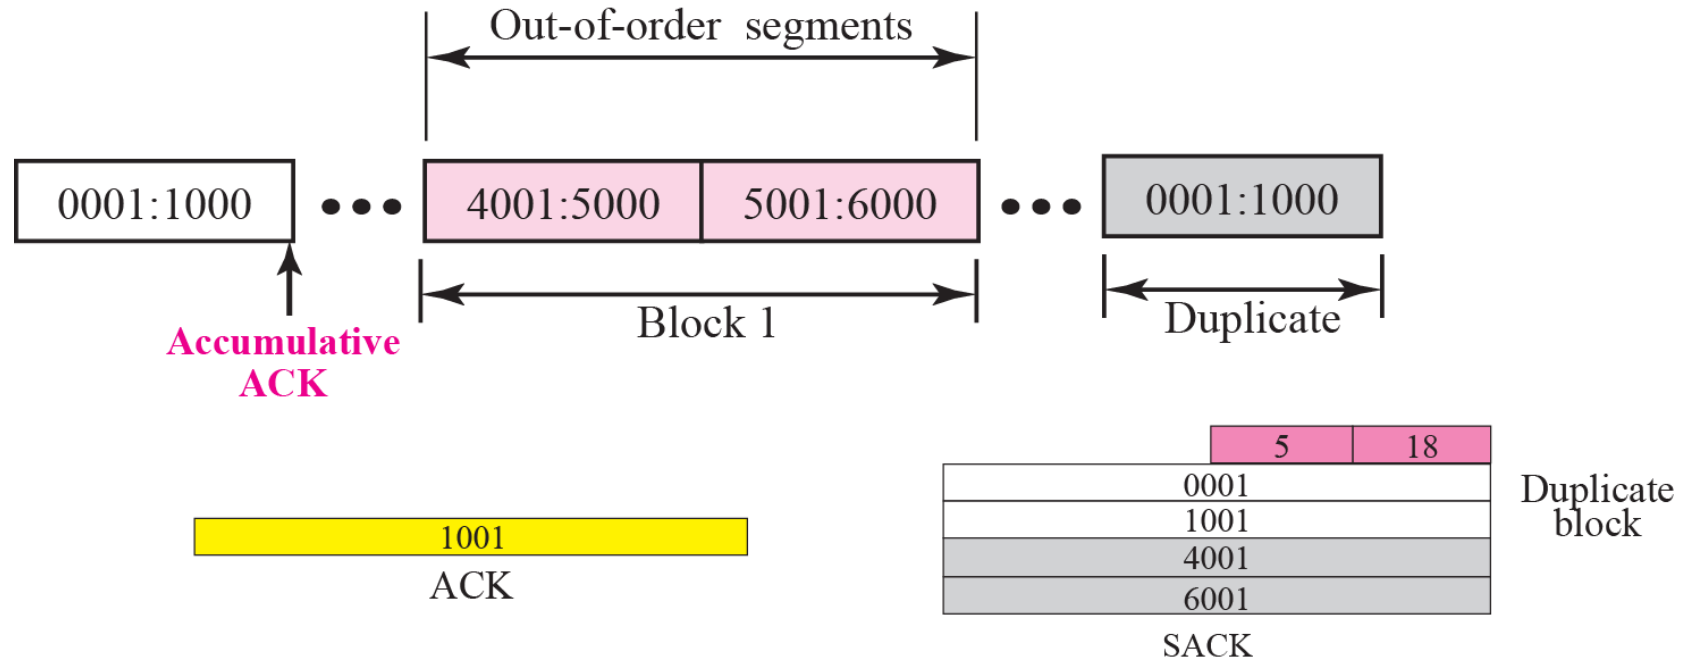 Out-of-order segments
0001:1000
4001:5000
5001:6000
0001:1000
Block 1
Duplicate
Accumulative
ACK
5
18
0001
1001
4001
6001
Duplicate
block
SACK
1001
ACK